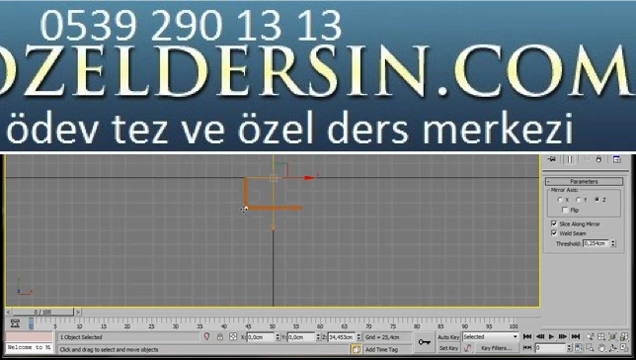 0539 290 13 13
OZELDERSIN.COM
ödev tez ve özel ders merkezi
Parameters
Mirror Axis:
X Y Z
Flip
Slice Along Mirror
Weld Seam
Threshold: 0,254cm
0 / 100
0 5 10 15 20 25 30 35 40 45 50 55 60 65 70 75 80 85 90 95 100
1 Object Selected
X: 0,0cm Y: 0,0cm Z: 34,453cm Grid = 25,4cm
Auto Key Selected
Welcome to M
Click and drag to select and move objects
Add Time Tag
Set Key Key Filters... 0